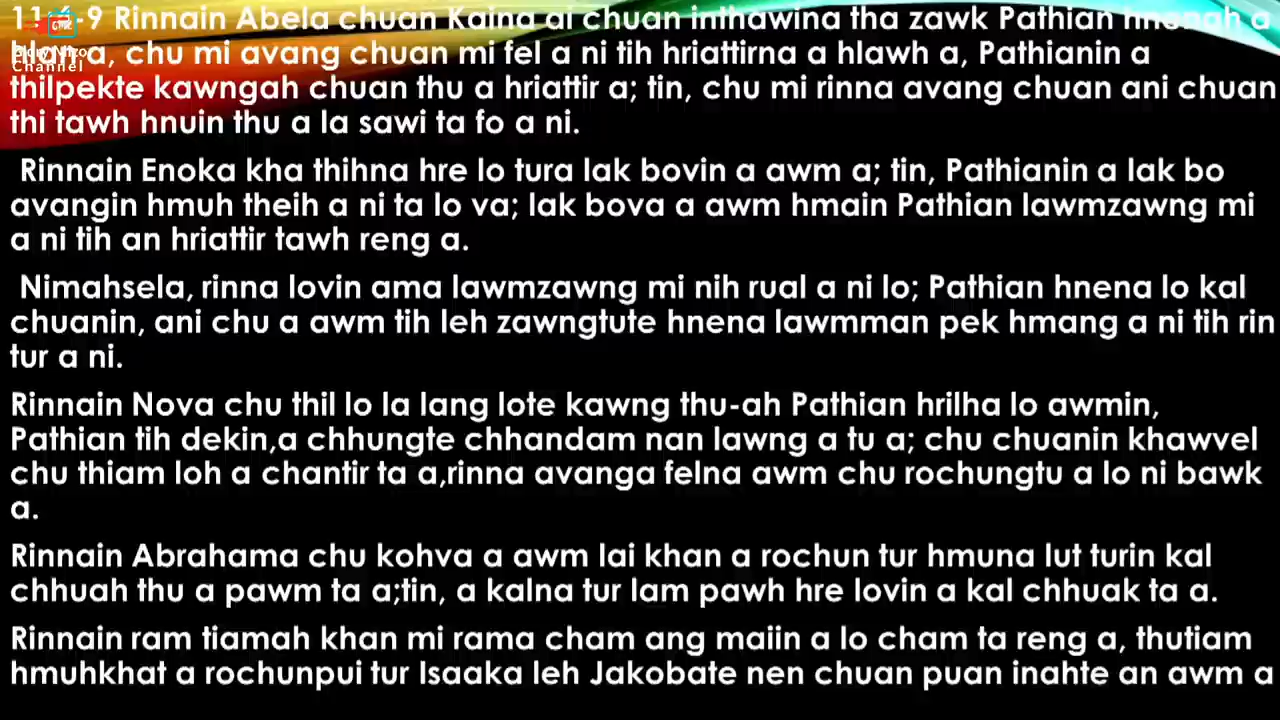 11:4-9 Rinnain Abela chuan Kaina ai chuan inthawina tha zawk Pathian hnenah a
hlan a, chu mi avang chuan mi fel a ni tih hriattirna a hlawh a, Pathianin a
thilpekte kawngah chuan thu a hriattir a; tin, chu mi rinna avang chuan ani chuan
thi tawh hnuin thu a la sawi ta fo a ni.
Rinnain Enoka kha thihna hre lo tura lak bovin a awm a; tin, Pathianin a lak bo
avangin hmuh theih a ni ta lo va; lak bova a awm hmain Pathian lawmzawng mi
a ni tih an hriattir tawh reng a.
Nimahsela, rinna lovin ama lawmzawng mi nih rual a ni lo; Pathian hnena lo kal
chuanin, ani chu a awm tih leh zawngtute hnena lawmman pek hmang a ni tih rin
tur a ni.
Rinnain Nova chu thil lo la lang lote kawng thu-ah Pathian hrilha lo awmin,
Pathian tih dekin,a chhungte chhandam nan lawng a tu a; chu chuanin khawvel
chu thiam loh a chantir ta a,rinna avanga felna awm chu rochungtu a lo ni bawk
a.
Rinnain Abrahama chu kohva a awm lai khan a rochun tur hmuna lut turin kal
chhuah thu a pawm ta a;tin, a kalna tur lam pawh hre lovin a kal chhuak ta a.
Rinnain ram tiamah khan mi rama cham ang maiin a lo cham ta reng a, thutiam
hmuhkhat a rochunpui tur Isaaka leh Jakobate nen chuan puan inahte an awm a
Channel